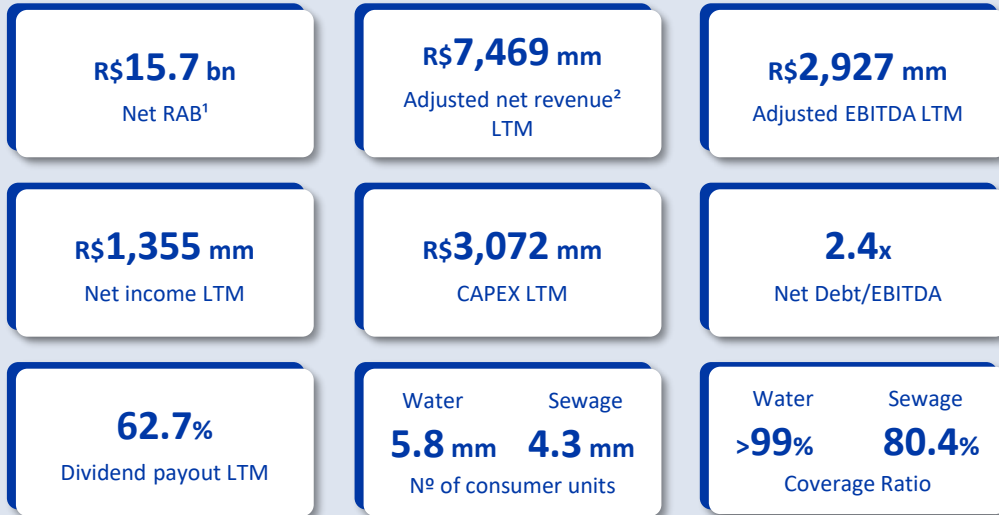 R$15.7 bn
Net RAB¹
R$7,469 mm
Adjusted net revenue²
LTM
R$2,927 mm
Adjusted EBITDA LTM
R$1,355 mm
Net income LTM
R$3,072 mm
CAPEX LTM
2.4x
Net Debt/EBITDA
62.7%
Dividend payout LTM
Water Sewage
5.8 mm 4.3 mm
Nº of consumer units
Water Sewage
>99% 80.4%
Coverage Ratio